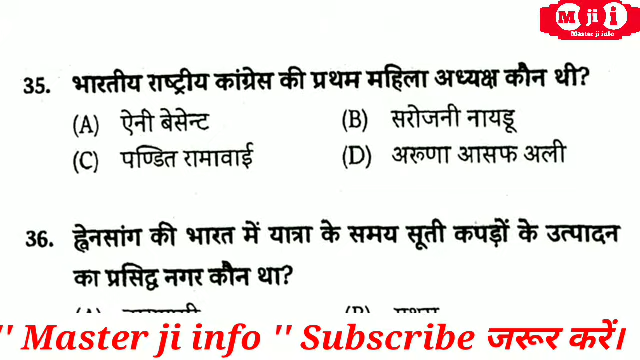 M ji i
Master ji info
35. भारतीय राष्ट्रीय कांग्रेस की प्रथम महिला अध्यक्ष कौन थी?
(A) ऐनी बेसेन्ट (B) सरोजनी नायडू
(C) पण्डित रामावाई (D) अरूणा आसफ अली
36. ह्वेनसांग की भारत में यात्रा के समय सूती कपड़ों के उत्पादन
का प्रसिद्ध नगर कौन था?
'' Master ji info '' Subscribe जरूर करें।